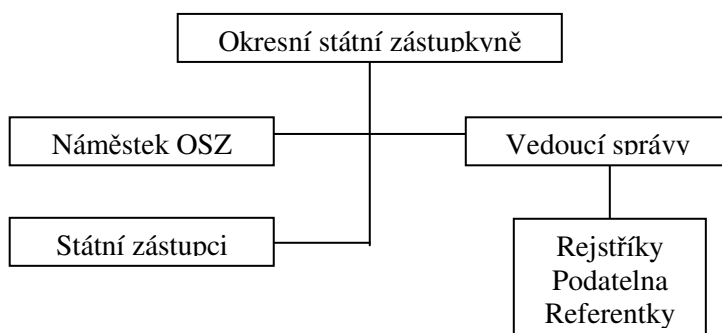 Okresní státní zástupkyně
Náměstek OSZ
Vedoucí správy
Státní zástupci
Rejstříky
Podatelna
Referentky